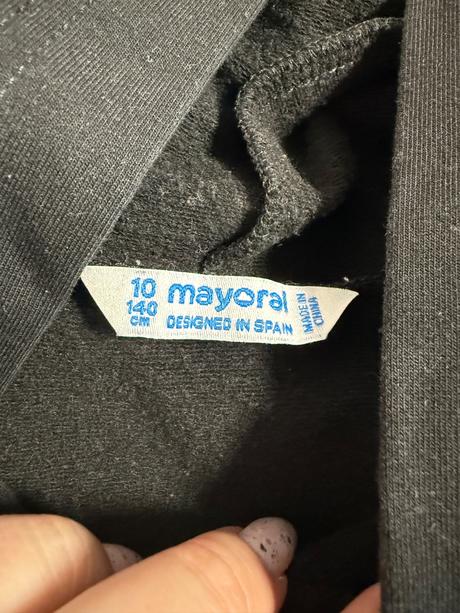 10
140
cm
mayoral
DESIGNED IN SPAIN
MADE IN
CHINA